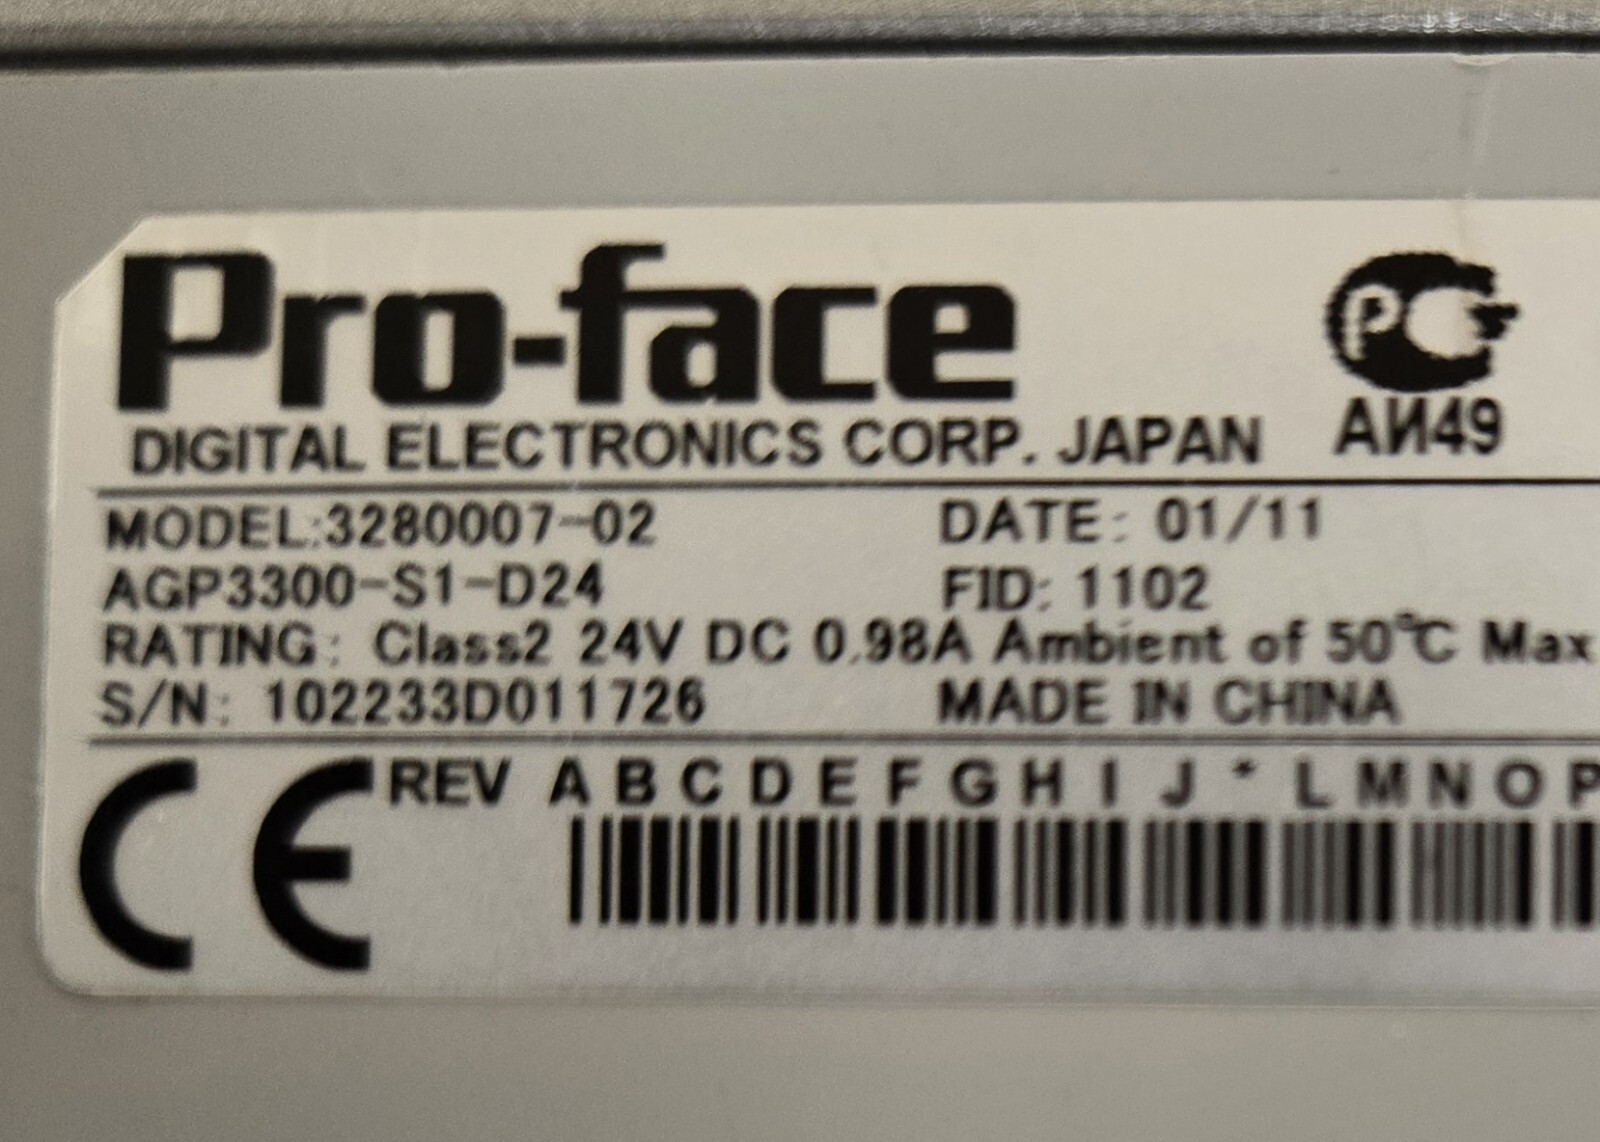 Pro-face
DIGITAL ELECTRONICS CORP. JAPAN
АИ49
MODEL:3280007-02 DATE: 01/11
AGP3300-S1-D24 FID: 1102
RATING: Class2 24V DC 0.98A Ambient of 50℃ Max
S/N: 102233D011726 MADE IN CHINA
CE REV A B C D E F G H I J * L M N O P